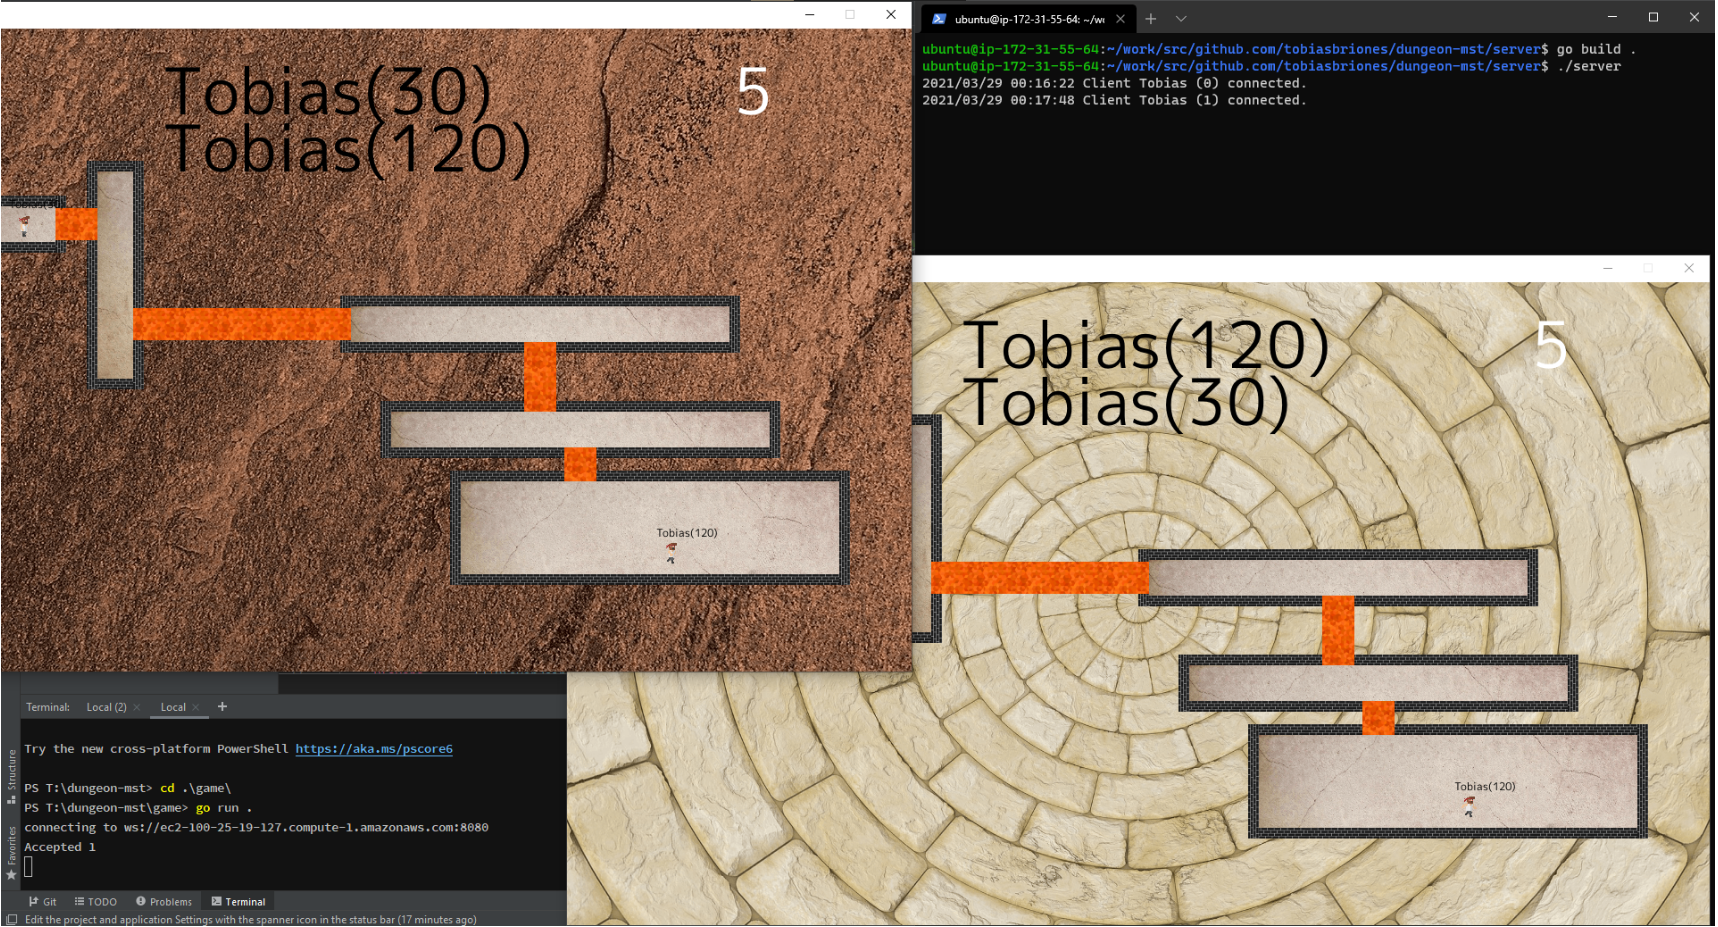 Tobias(30)
Tobias(120)
5
Tobias(30)
Tobias(120)
ubuntu@ip-172-31-55-64: ~/w
ubuntu@ip-172-31-55-64:~/work/src/github.com/tobiasbriones/dungeon-mst/server$ go build .
ubuntu@ip-172-31-55-64:~/work/src/github.com/tobiasbriones/dungeon-mst/server$ ./server
2021/03/29 00:16:22 Client Tobias (0) connected.
2021/03/29 00:17:48 Client Tobias (1) connected.
Tobias(120)
Tobias(30)
5
Tobias(120)
Terminal: Local (2) Local
Try the new cross-platform PowerShell https://aka.ms/pscore6
PS T:\dungeon-mst> cd .\game\
PS T:\dungeon-mst\game> go run .
connecting to ws://ec2-100-25-19-127.compute-1.amazonaws.com:8080
Accepted 1
Structure
Favorites
Git TODO Problems Terminal
Edit the project and application Settings with the spanner icon in the status bar (17 minutes ago)